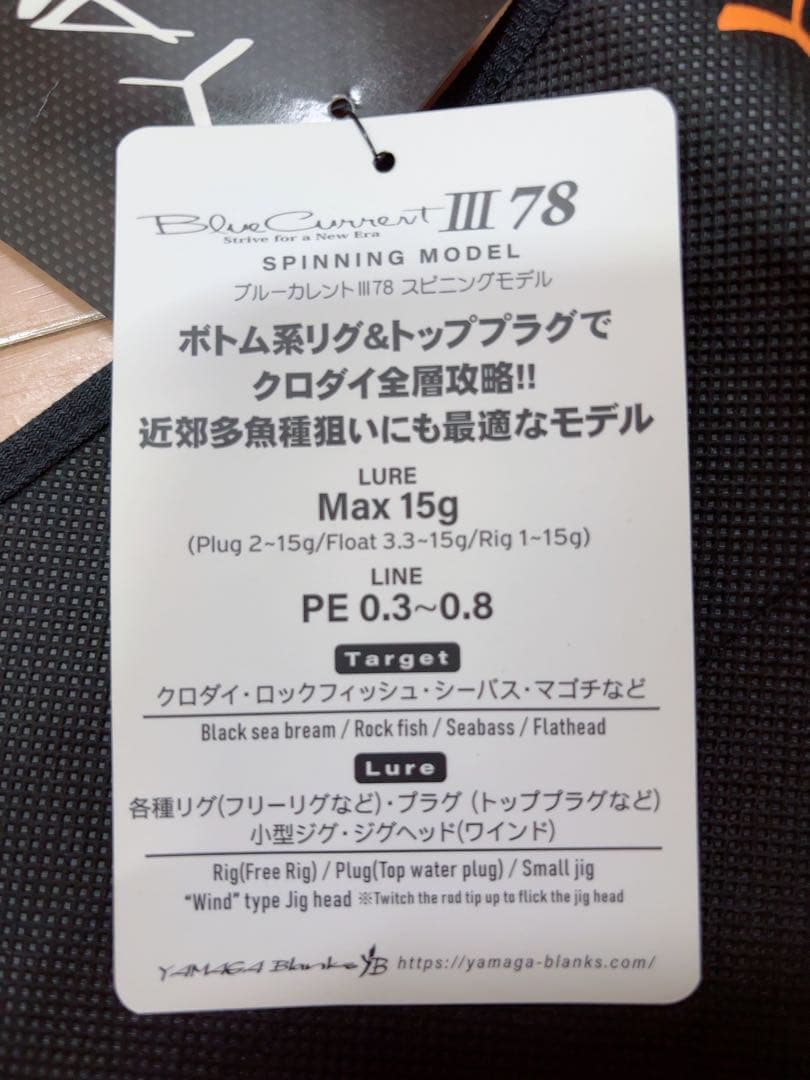 BlueCurrent III 78
Strive for a New Era
SPINNING MODEL
ブルーカレントIII78 スピニングモデル
ボトム系リグ&トッププラグで
クロダイ全層攻略!!
近郊多魚種狙いにも最適なモデル
LURE
Max 15g
(Plug 2~15g/Float 3.3~15g/Rig 1~15g)
LINE
PE 0.3~0.8
Target
クロダイ・ロックフィッシュ・シーバス・マゴチなど
Black sea bream / Rock fish / Seabass / Flathead
Lure
各種リグ(フリーリグなど)・プラグ (トッププラグなど)
小型ジグ・ジグヘッド(ワインド)
Rig(Free Rig) / Plug(Top water plug) / Small jig
“Wind” type Jig head ※Twitch the rod tip up to flick the jig head
YAMAGA Blanks YB https://yamaga-blanks.com/